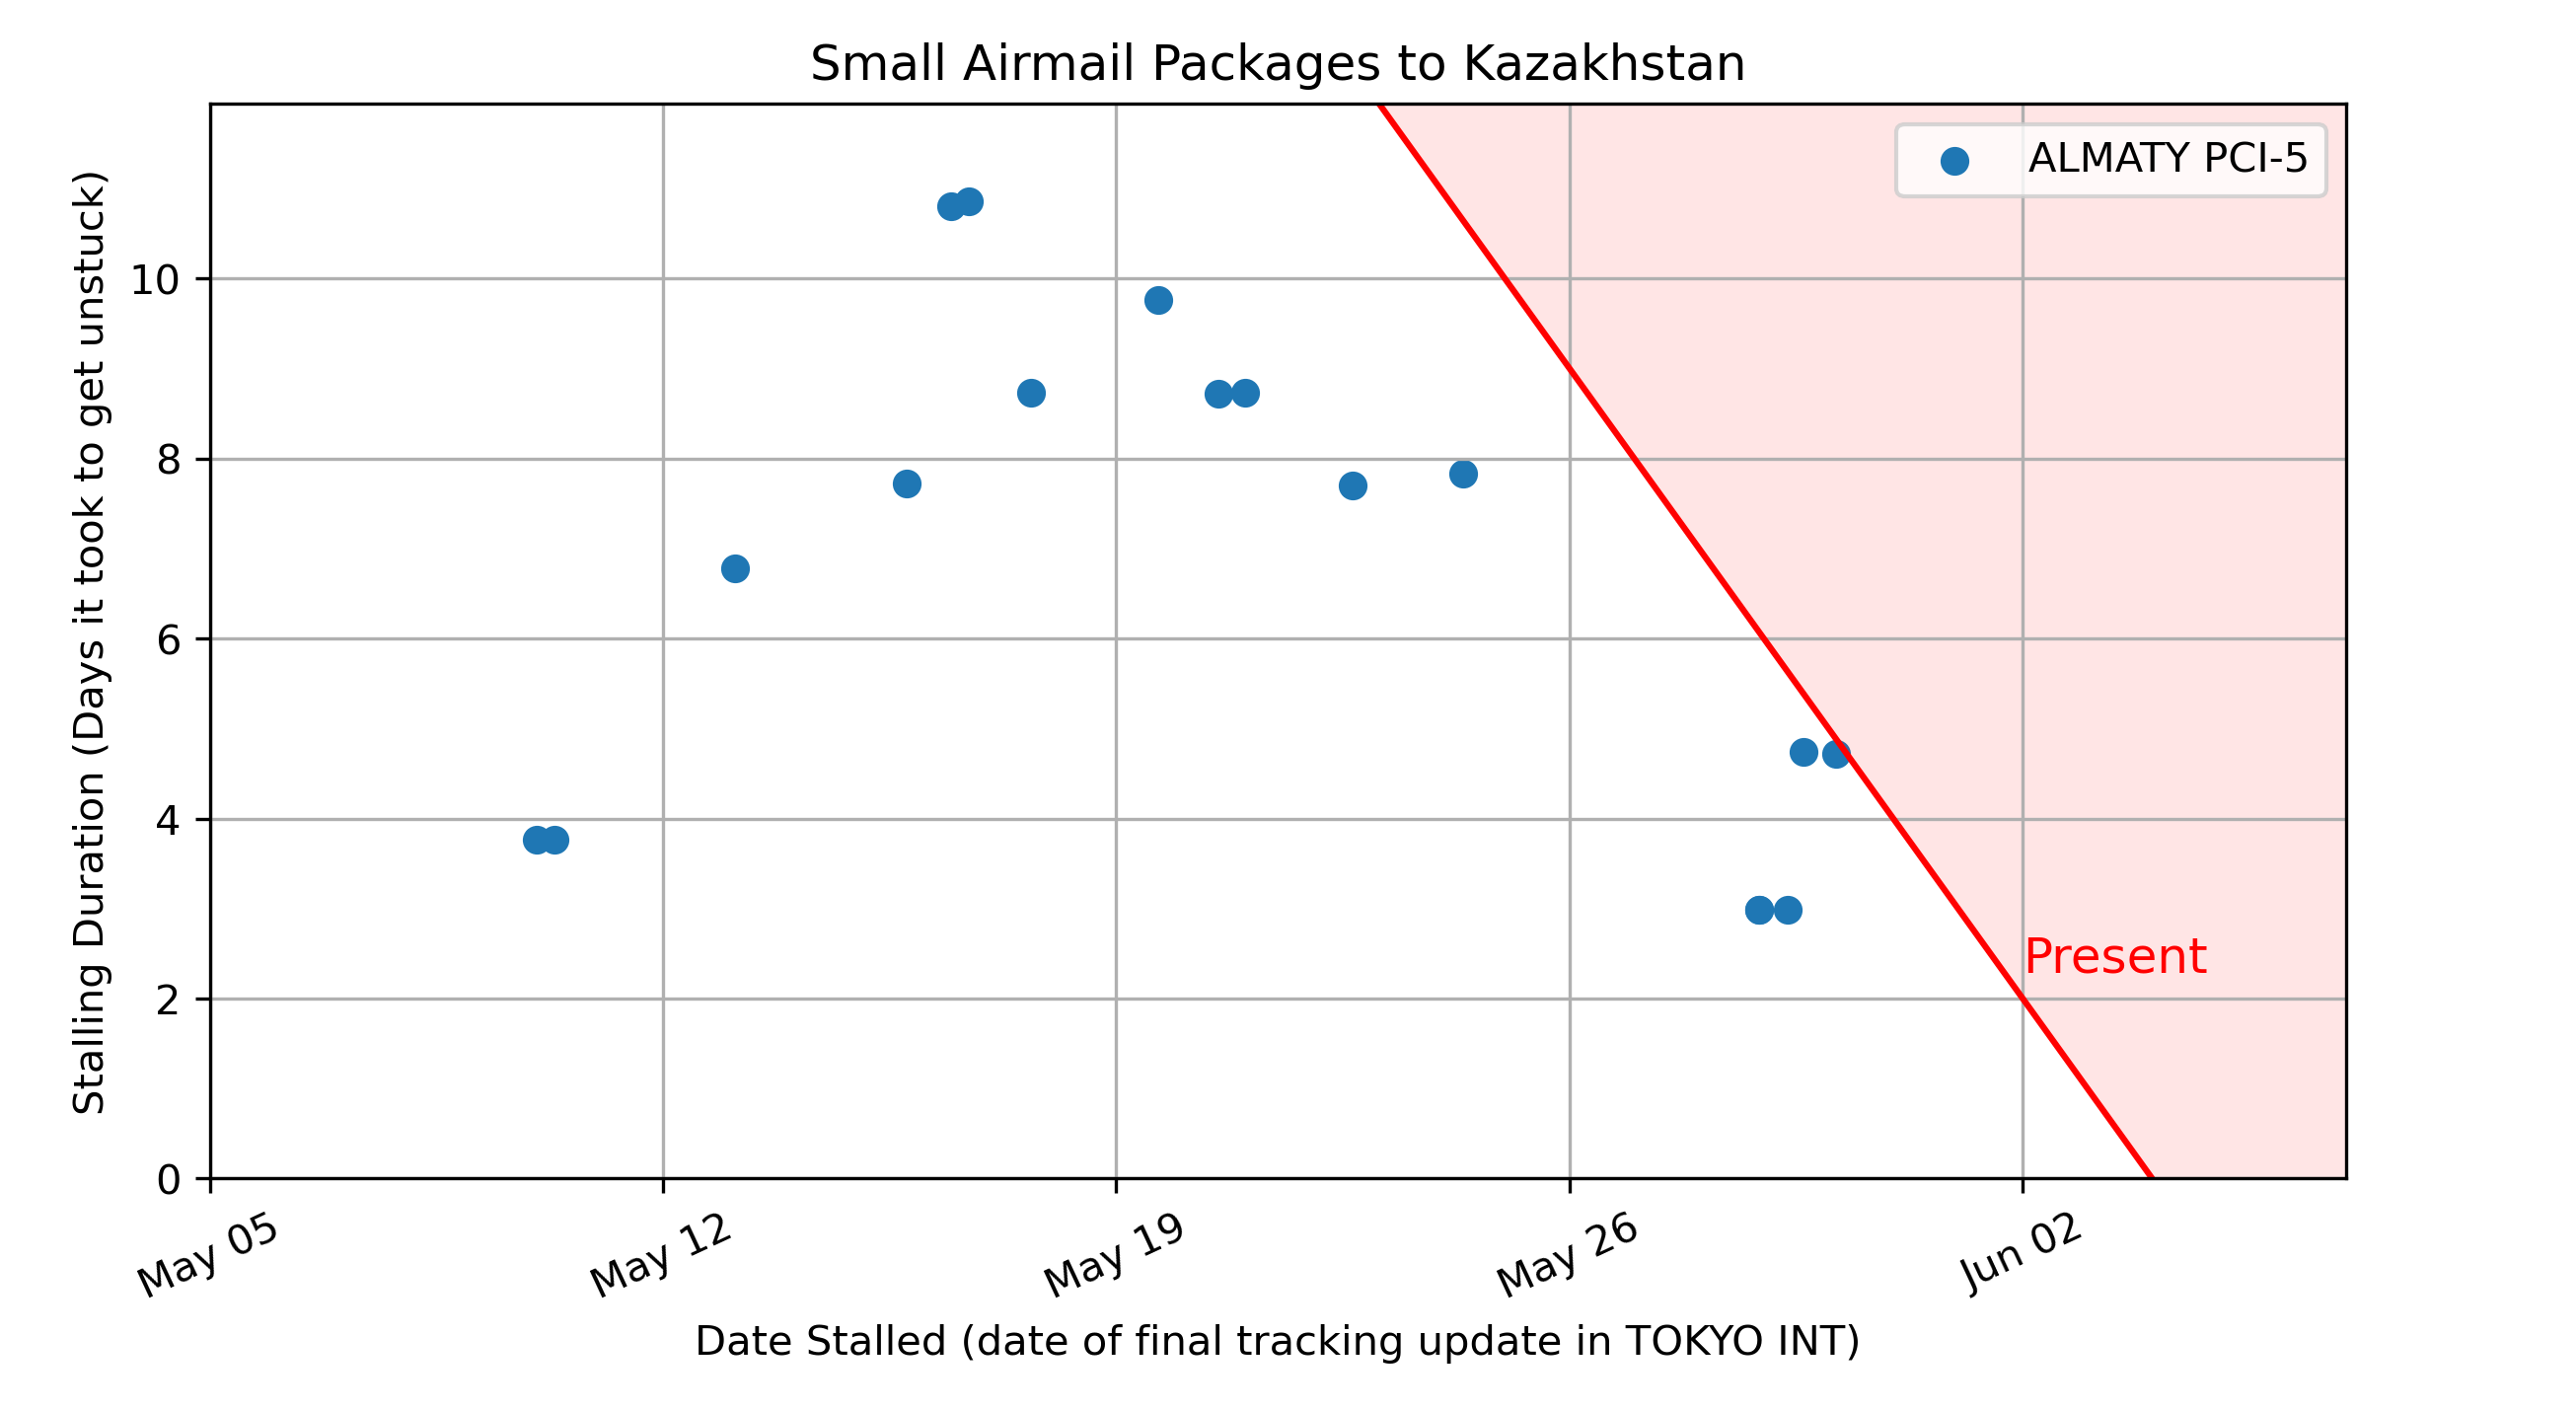 Small Airmail Packages to Kazakhstan
ALMATY PCI-5
Stalling Duration (Days it took to get unstuck)
10
8
6
4
2
0
Present
May 05
May 12
May 19
May 26
Jun 02
Date Stalled (date of final tracking update in TOKYO INT)